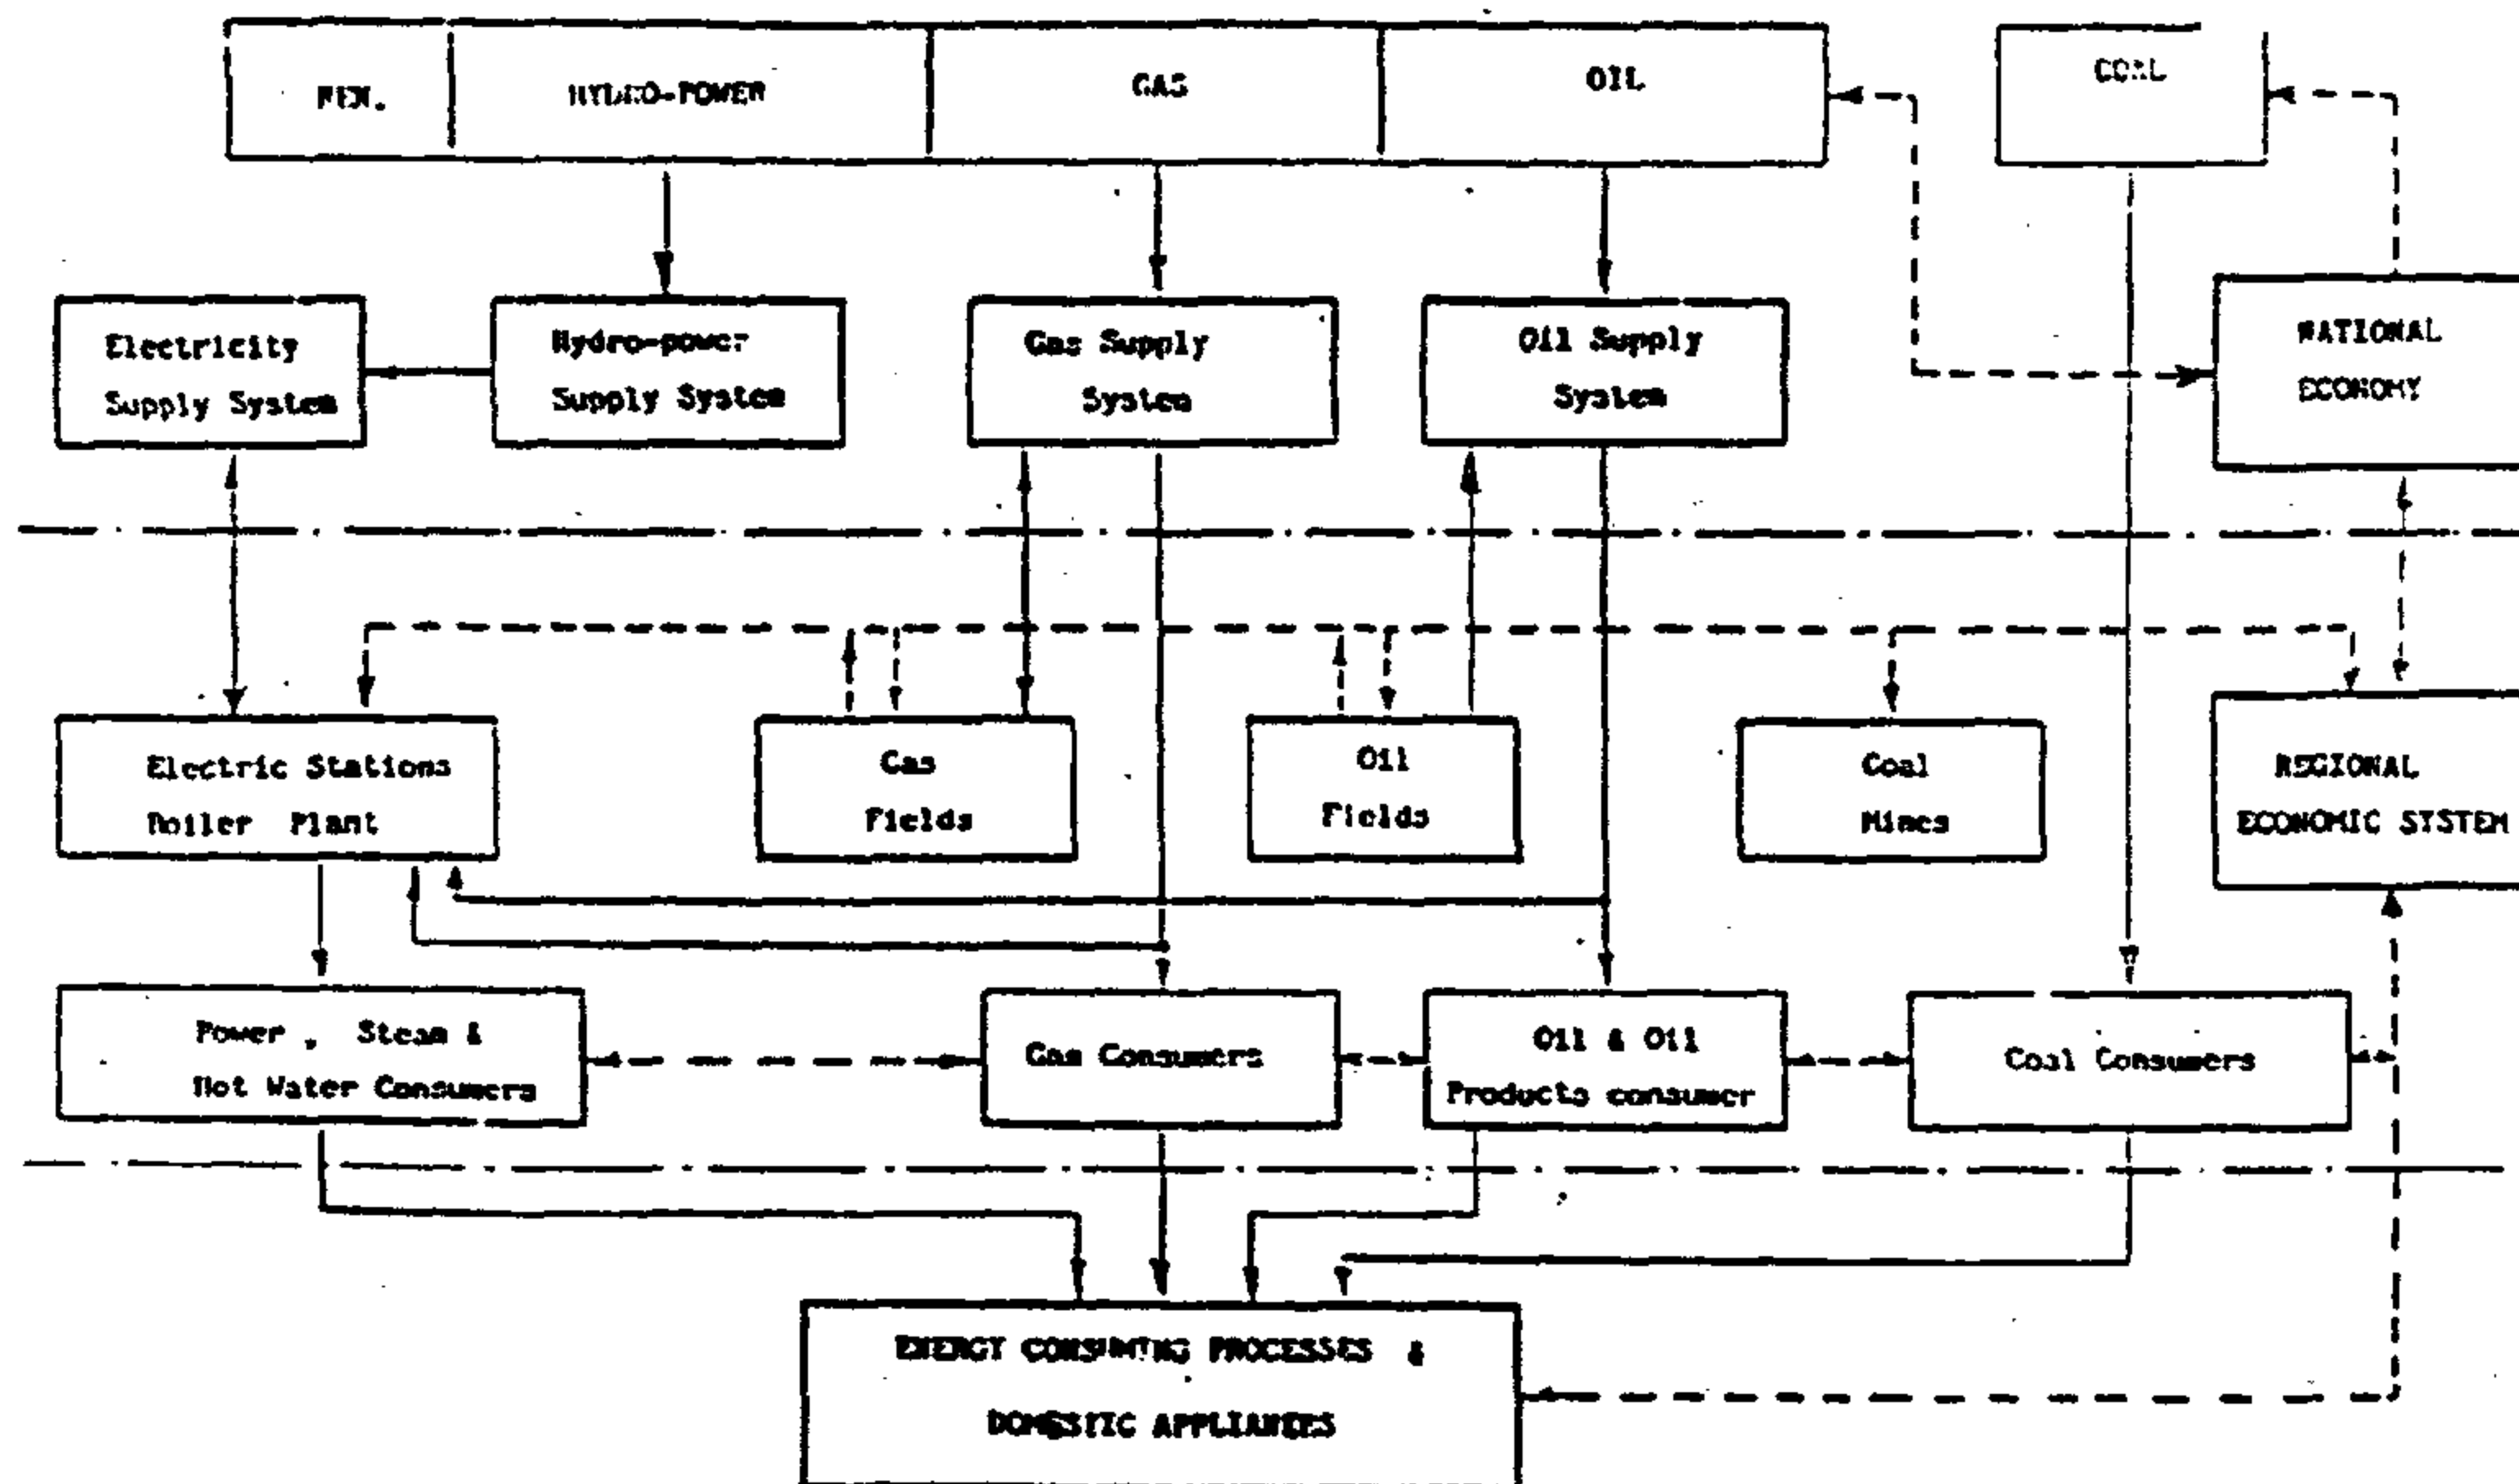 REN.
HYDRO-POWER
GAS
OIL
COAL
Electricity
Supply System
Hydro-power
Supply System
Gas Supply
System
Oil Supply
System
NATIONAL
ECONOMY
Electric Stations
Boiler Plant
Gas
Fields
Oil
Fields
Coal
Mines
REGIONAL
ECONOMIC SYSTEM
Power , Steam &
Hot Water Consumers
Gas Consumers
Oil & Oil
Products consumer
Coal Consumers
ENERGY CONSUMING PROCESSES &
DOMESTIC APPLIANCES